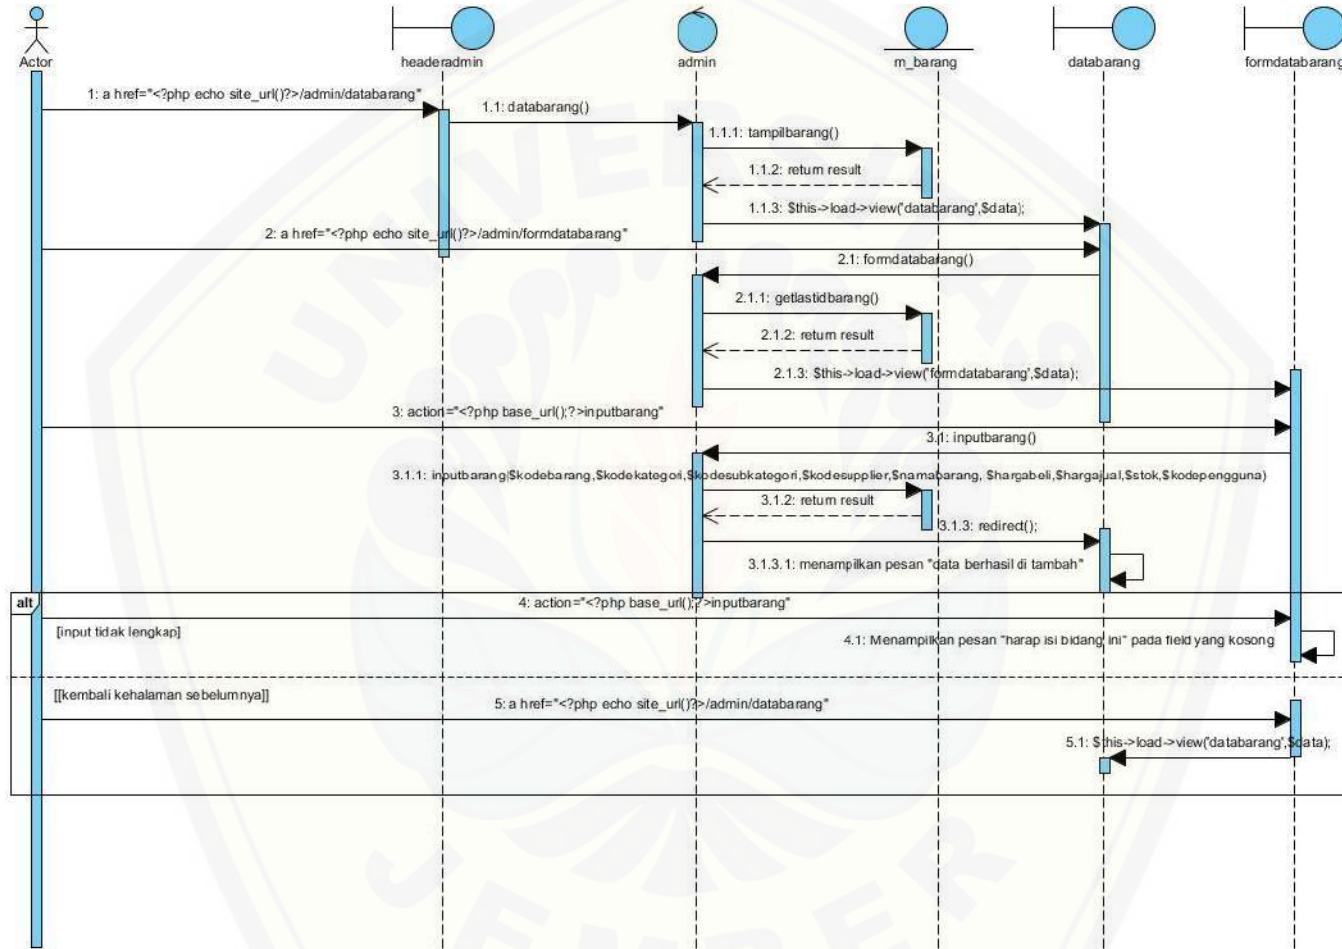 Actor
headeradmin
admin
m_barang
databarang
formdatabarang
1: a href="<?php echo site_url()?>/admin/databarang"
1.1: databarang()
1.1.1: tampilbarang()
1.1.2: return result
1.1.3: $this->load->view('databarang',$data);
2: a href="<?php echo site_url()?>/admin/formdatabarang"
2.1: formdatabarang()
2.1.1: getlastidbarang()
2.1.2: return result
2.1.3: $this->load->view('formdatabarang',$data);
3: action="<?php base_url();?>inputbarang"
3.1: inputbarang()
3.1.1: inputbarang($kodebarang,$kodekategori,$kodesubkategori,$kodesupplier,$namabarang, $hargabeli,$hargajual,$stok,$kodepengguna)
3.1.2: return result
3.1.3: redirect();
3.1.3.1: menampilkan pesan "data berhasil di tambah"
alt
4: action="<?php base_url();?>inputbarang"
[input tidak lengkap]
4.1: Menampilkan pesan "harap isi bidang ini" pada field yang kosong
[[kembali kehalaman sebelumnya]]
5: a href="<?php echo site_url()?>/admin/databarang"
5.1: $this->load->view('databarang',$data);
UNIVERSITAS
JEMBER